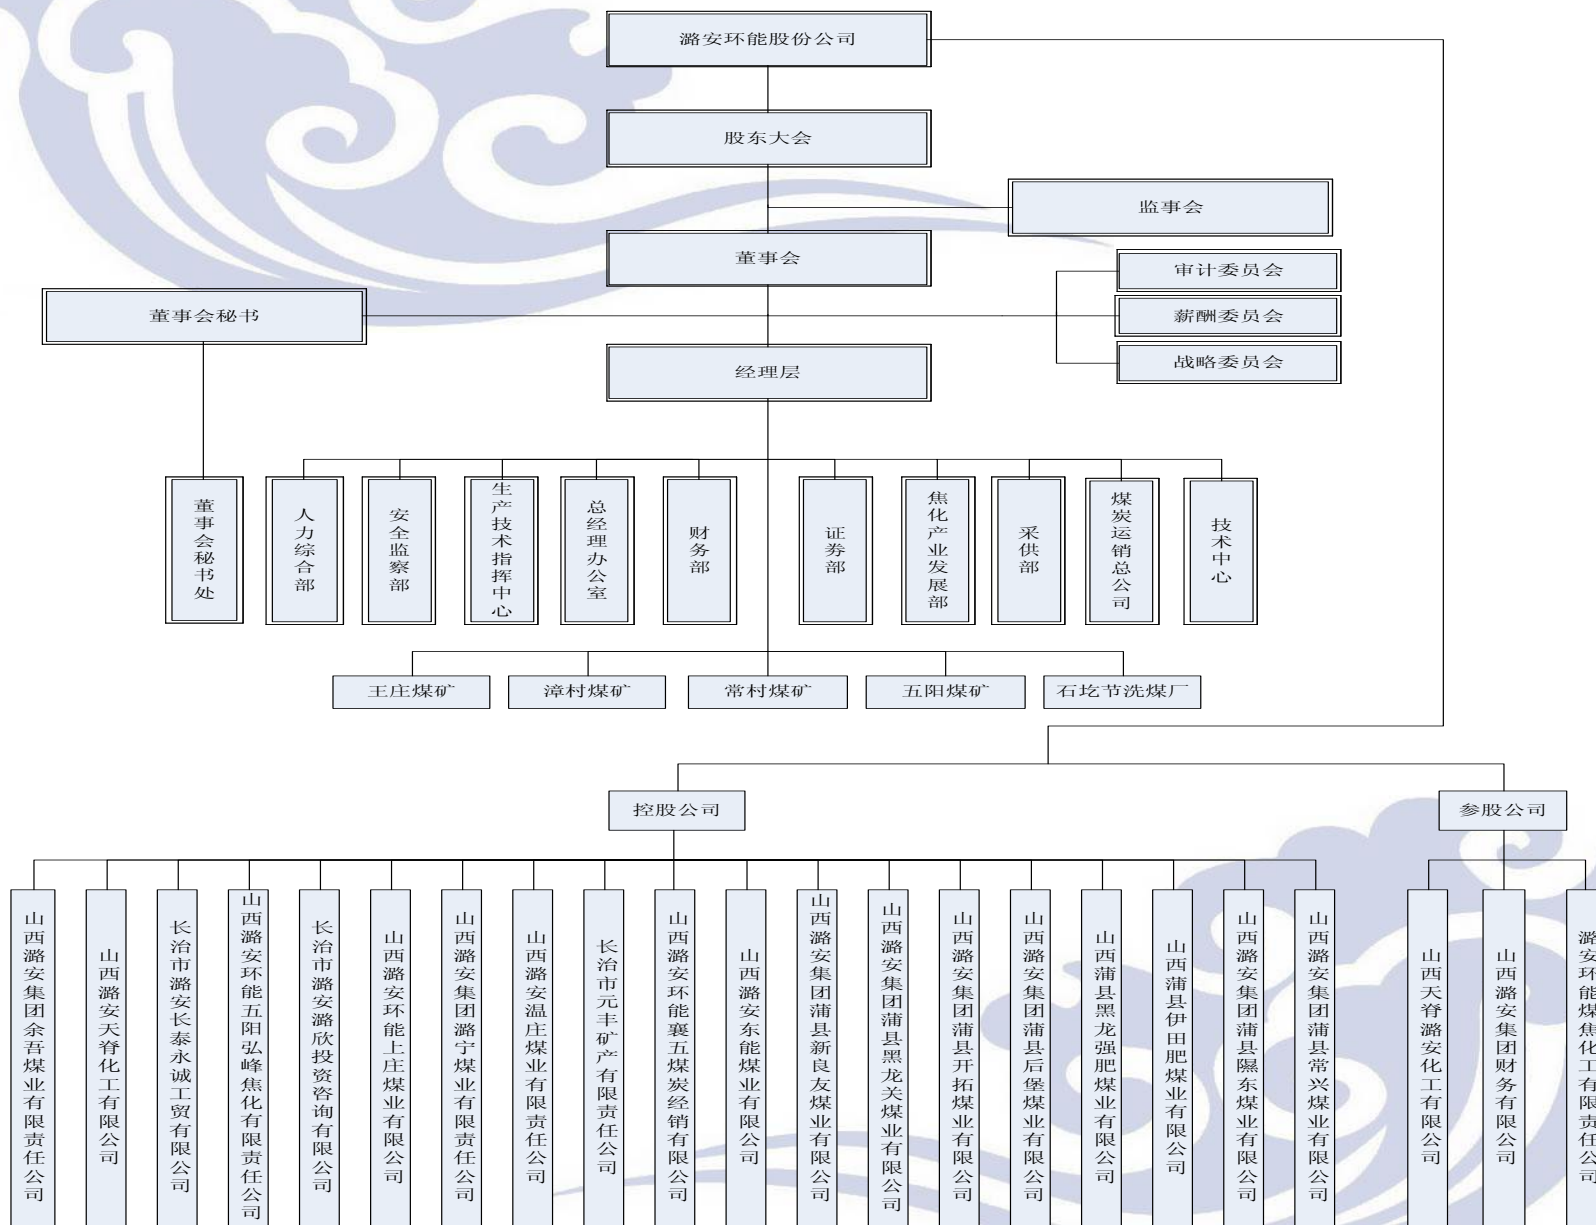 潞安环能股份公司
股东大会
监事会
董事会
审计委员会
董事会秘书
薪酬委员会
战略委员会
经理层
董事会秘书处
人力综合部
安全监察部
生产技术指挥中心
总经理办公室
财务部
证券部
焦化产业发展部
采供部
煤炭运销总公司
技术中心
王庄煤矿
漳村煤矿
常村煤矿
五阳煤矿
石圪节洗煤厂
控股公司
参股公司
山西潞安集团余吾煤业有限责任公司
山西潞安天脊化工有限公司
长治市潞安长泰永诚工贸有限公司
山西潞安环能五阳弘峰焦化有限责任公司
长治市潞安潞欣投资咨询有限公司
山西潞安环能上庄煤业有限公司
山西潞安集团潞宁煤业有限责任公司
山西潞安温庄煤业有限责任公司
长治市元丰矿产有限责任公司
山西潞安环能襄五煤炭经销有限公司
山西潞安东能煤业有限公司
山西潞安集团蒲县新良友煤业有限公司
山西潞安集团蒲县黑龙关煤业有限公司
山西潞安集团蒲县开拓煤业有限公司
山西潞安集团蒲县后堡煤业有限公司
山西蒲县黑龙强肥煤业有限公司
山西蒲县伊田肥煤业有限公司
山西潞安集团蒲县隰东煤业有限公司
山西潞安集团蒲县常兴煤业有限公司
山西天脊潞安化工有限公司
山西潞安集团财务有限公司
潞安环能煤焦化工有限责任公司